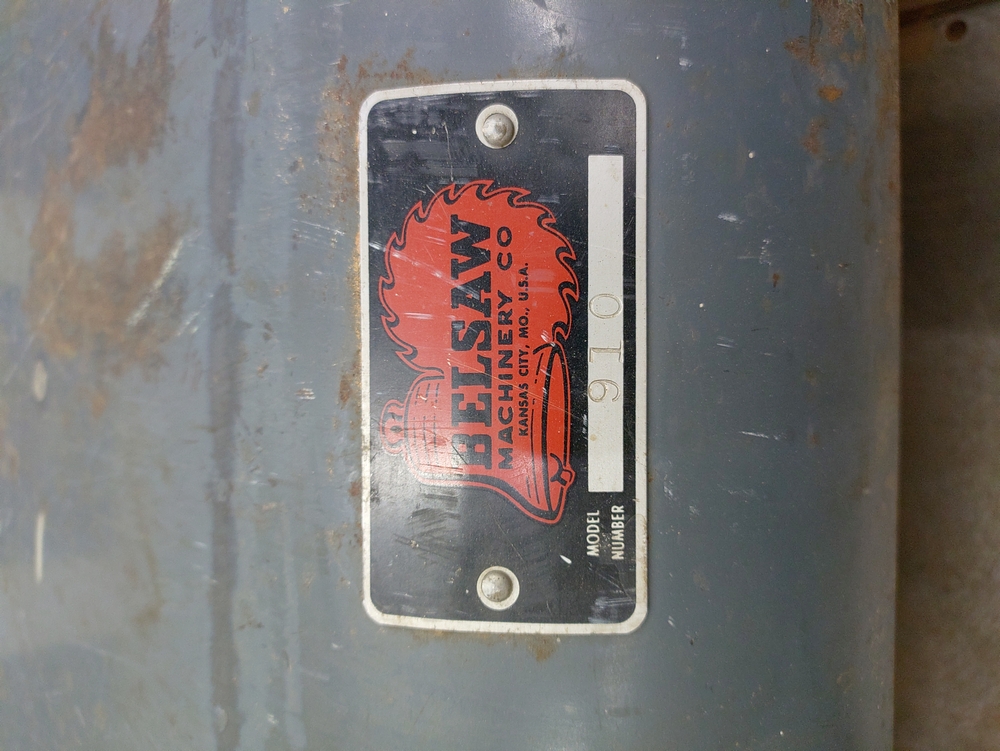 BELSAW
MACHINERY CO
KANSAS CITY, MO., U.S.A.
MODEL
NUMBER
910